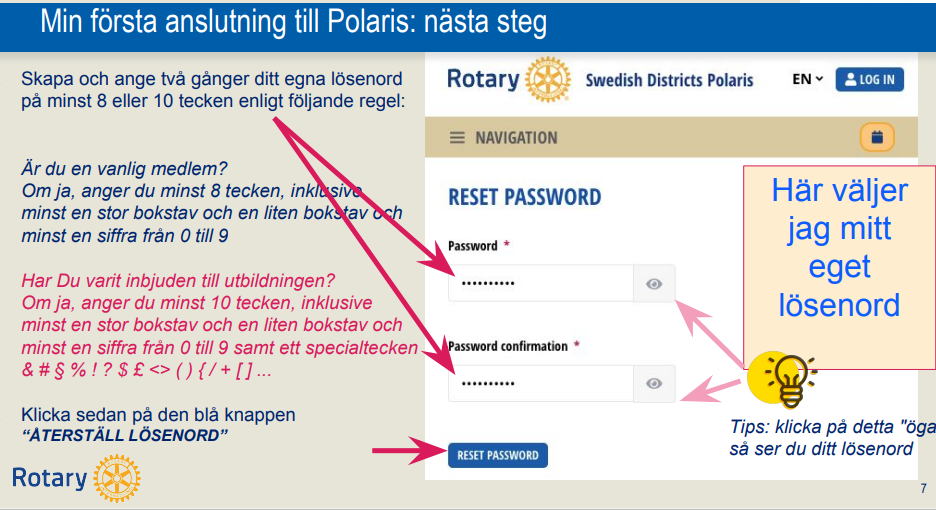 Min första anslutning till Polaris: nästa steg
Skapa och ange två gånger ditt egna lösenord
på minst 8 eller 10 tecken enligt följande regel:
Är du en vanlig medlem?
Om ja, anger du minst 8 tecken, inklusive
minst en stor bokstav och en liten bokstav och
minst en siffra från 0 till 9
Har Du varit inbjuden till utbildningen?
Om ja, anger du minst 10 tecken, inklusive
minst en stor bokstav och en liten bokstav och
minst en siffra från 0 till 9 samt ett specialtecken
& # § % ! ? $ £ <> ( ) { / + [ ] ...
Klicka sedan på den blå knappen
“ÅTERSTÄLL LÖSENORD”
Rotary
Rotary Swedish Districts Polaris EN LOG IN
NAVIGATION
RESET PASSWORD
Password *
••••••••••
Password confirmation *
••••••••••
RESET PASSWORD
Här väljer
jag mitt
eget
lösenord
Tips: klicka på detta "öga
så ser du ditt lösenord
7